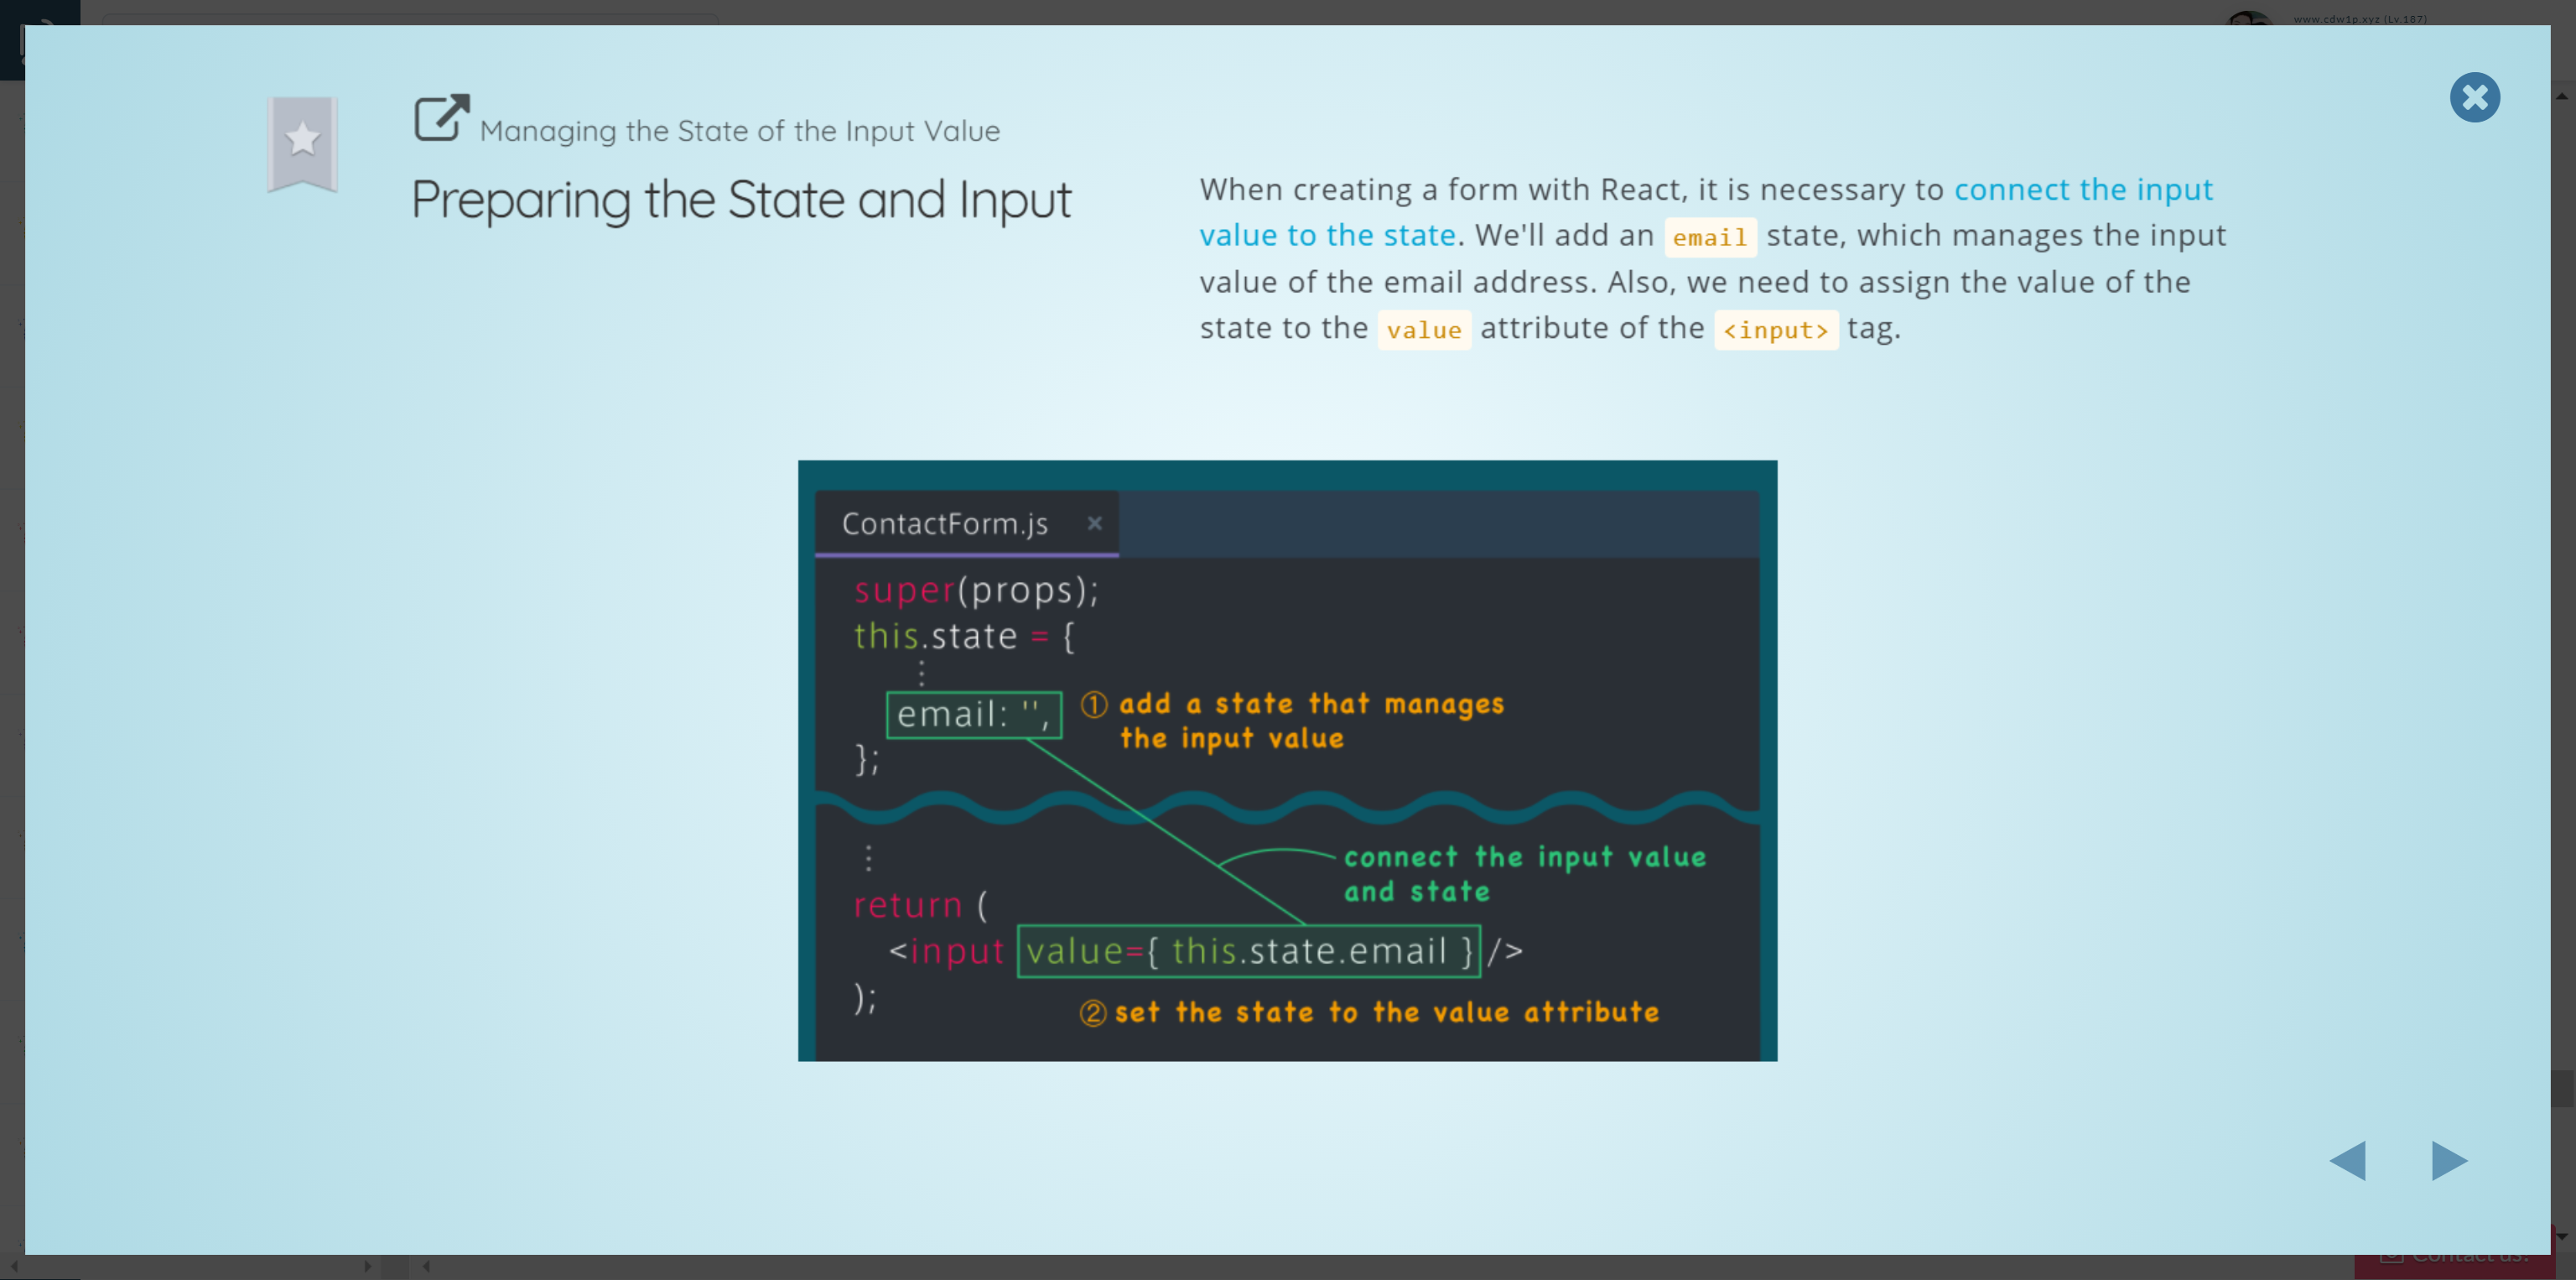 www.cdw1p.xyz (Lv.187)
Managing the State of the Input Value
Preparing the State and Input
When creating a form with React, it is necessary to connect the input
value to the state. We'll add an email state, which manages the input
value of the email address. Also, we need to assign the value of the
state to the value attribute of the <input> tag.
ContactForm.js ×
super(props);
this.state = {
⋮
email: '',
① add a state that manages
the input value
};
⋮
connect the input value
and state
return (
<input value={ this.state.email } />
);
② set the state to the value attribute
Contact us!